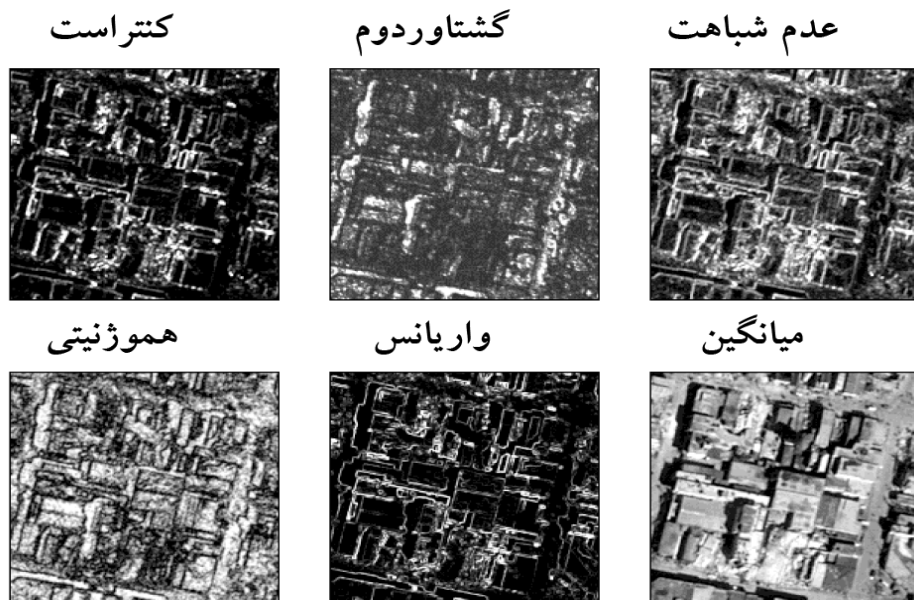 عدم شباهت گشتاوردوم کنتراست
میانگین واریانس هموژنیتی